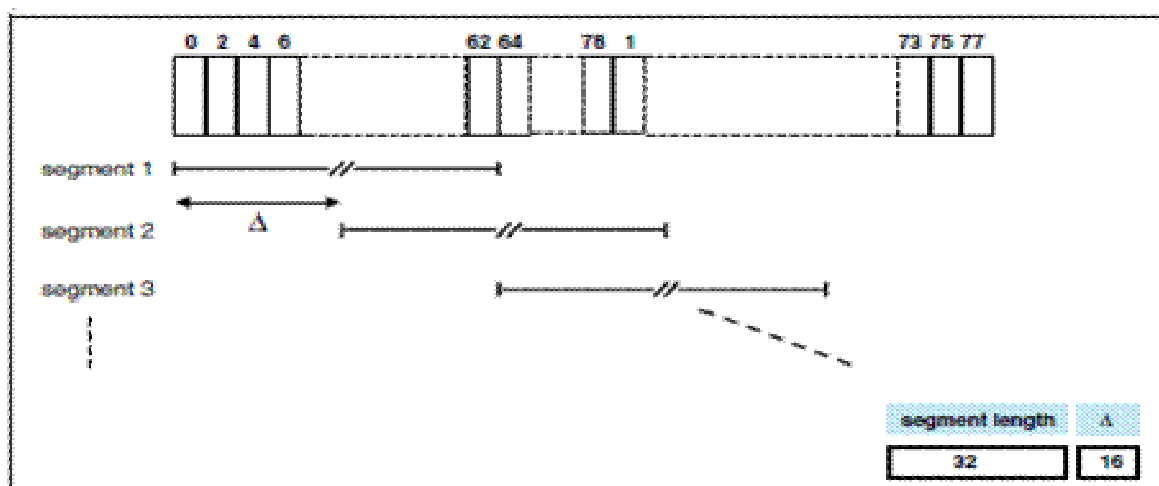 0 2 4 6 62 64 78 1 73 75 77
segment 1
Δ
segment 2
segment 3
segment length Δ
32 16